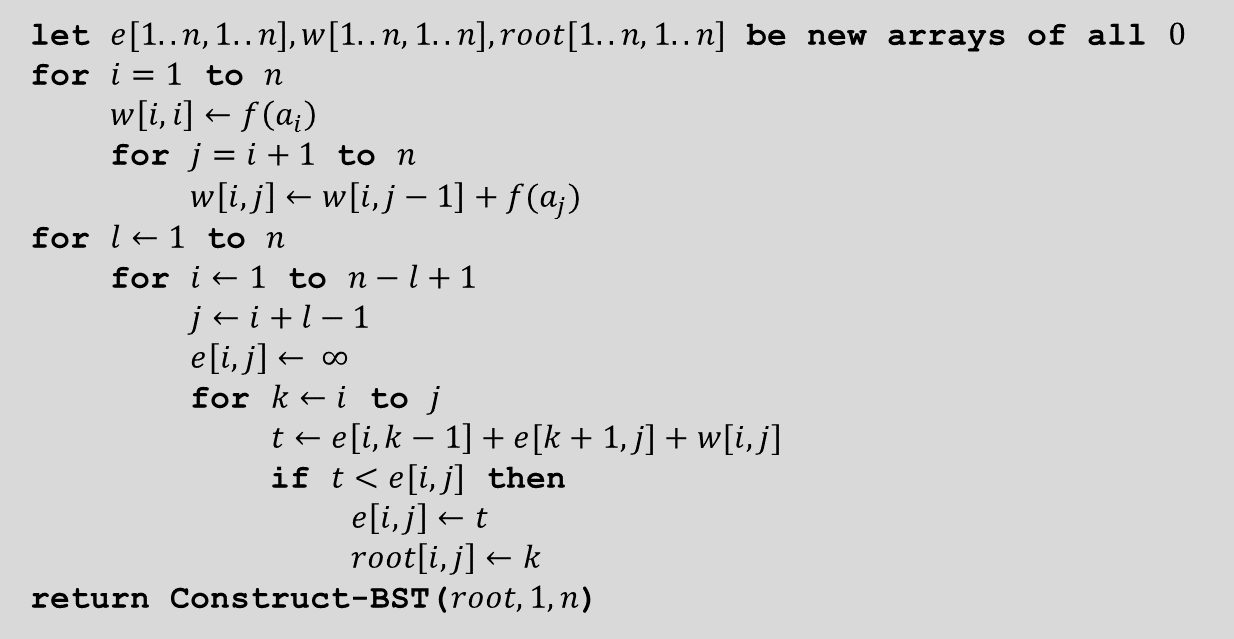 let e[1..n, 1..n], w[1..n, 1..n], root[1..n, 1..n] be new arrays of all 0
for i = 1 to n
w[i, i] ← f(aᵢ)
for j = i + 1 to n
w[i, j] ← w[i, j − 1] + f(aⱼ)
for l ← 1 to n
for i ← 1 to n − l + 1
j ← i + l − 1
e[i, j] ← ∞
for k ← i to j
t ← e[i, k − 1] + e[k + 1, j] + w[i, j]
if t < e[i, j] then
e[i, j] ← t
root[i, j] ← k
return Construct-BST(root, 1, n)